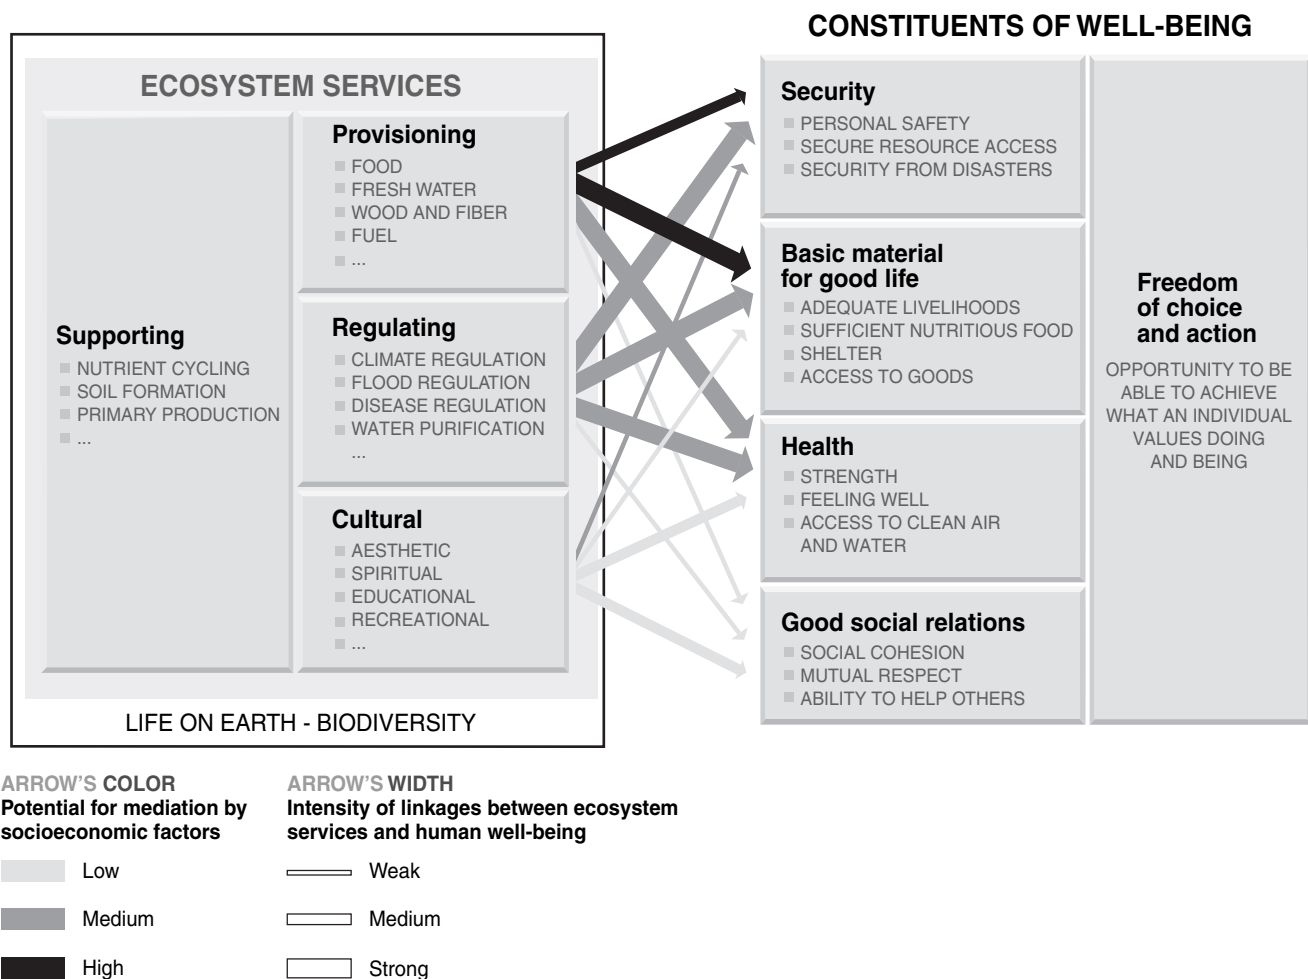 CONSTITUENTS OF WELL-BEING
ECOSYSTEM SERVICES
Supporting
NUTRIENT CYCLING
SOIL FORMATION
PRIMARY PRODUCTION
...
Provisioning
FOOD
FRESH WATER
WOOD AND FIBER
FUEL
...
Regulating
CLIMATE REGULATION
FLOOD REGULATION
DISEASE REGULATION
WATER PURIFICATION
...
Cultural
AESTHETIC
SPIRITUAL
EDUCATIONAL
RECREATIONAL
...
LIFE ON EARTH - BIODIVERSITY
Security
PERSONAL SAFETY
SECURE RESOURCE ACCESS
SECURITY FROM DISASTERS
Basic material
for good life
ADEQUATE LIVELIHOODS
SUFFICIENT NUTRITIOUS FOOD
SHELTER
ACCESS TO GOODS
Health
STRENGTH
FEELING WELL
ACCESS TO CLEAN AIR
AND WATER
Good social relations
SOCIAL COHESION
MUTUAL RESPECT
ABILITY TO HELP OTHERS
Freedom
of choice
and action
OPPORTUNITY TO BE
ABLE TO ACHIEVE
WHAT AN INDIVIDUAL
VALUES DOING
AND BEING
ARROW'S COLOR
Potential for mediation by
socioeconomic factors
Low
Medium
High
ARROW'S WIDTH
Intensity of linkages between ecosystem
services and human well-being
Weak
Medium
Strong